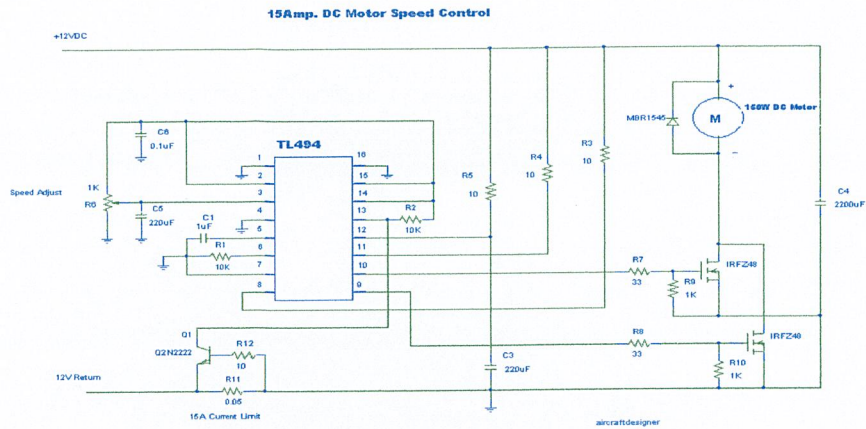 15Amp. DC Motor Speed Control
+12VDC
C6
0.1uF
TL494
MBR1545
+
M
160W DC Motor
-
1
2
3
4
5
6
7
8
16
15
14
13
12
11
10
9
R5
10
R4
10
R3
10
Speed Adjust
1K
R6
C5
220uF
C1
1uF
R1
10K
R2
10K
C4
2200uF
R7
33
R9
1K
IRFZ48
Q1
Q2N2222
R12
10
R8
33
IRFZ48
C3
220uF
R10
1K
12V Return
R11
0.05
15A Current Limit
aircraftdesigner